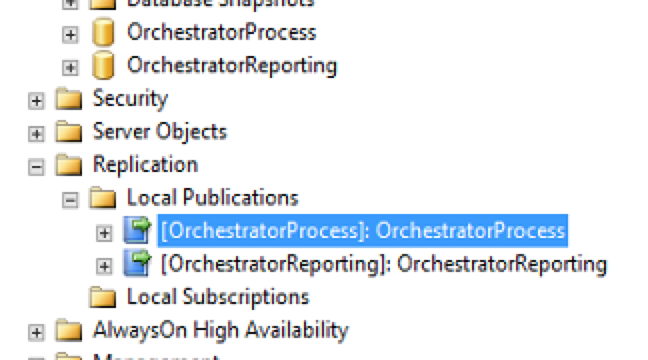 Database Snapshots
OrchestratorProcess
OrchestratorReporting
Security
Server Objects
Replication
Local Publications
[OrchestratorProcess]: OrchestratorProcess
[OrchestratorReporting]: OrchestratorReporting
Local Subscriptions
AlwaysOn High Availability
Management